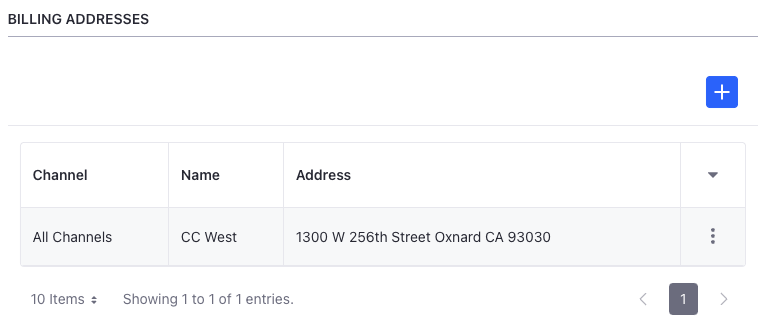 BILLING ADDRESSES
Channel Name Address
All Channels CC West 1300 W 256th Street Oxnard CA 93030
10 Items Showing 1 to 1 of 1 entries. 1